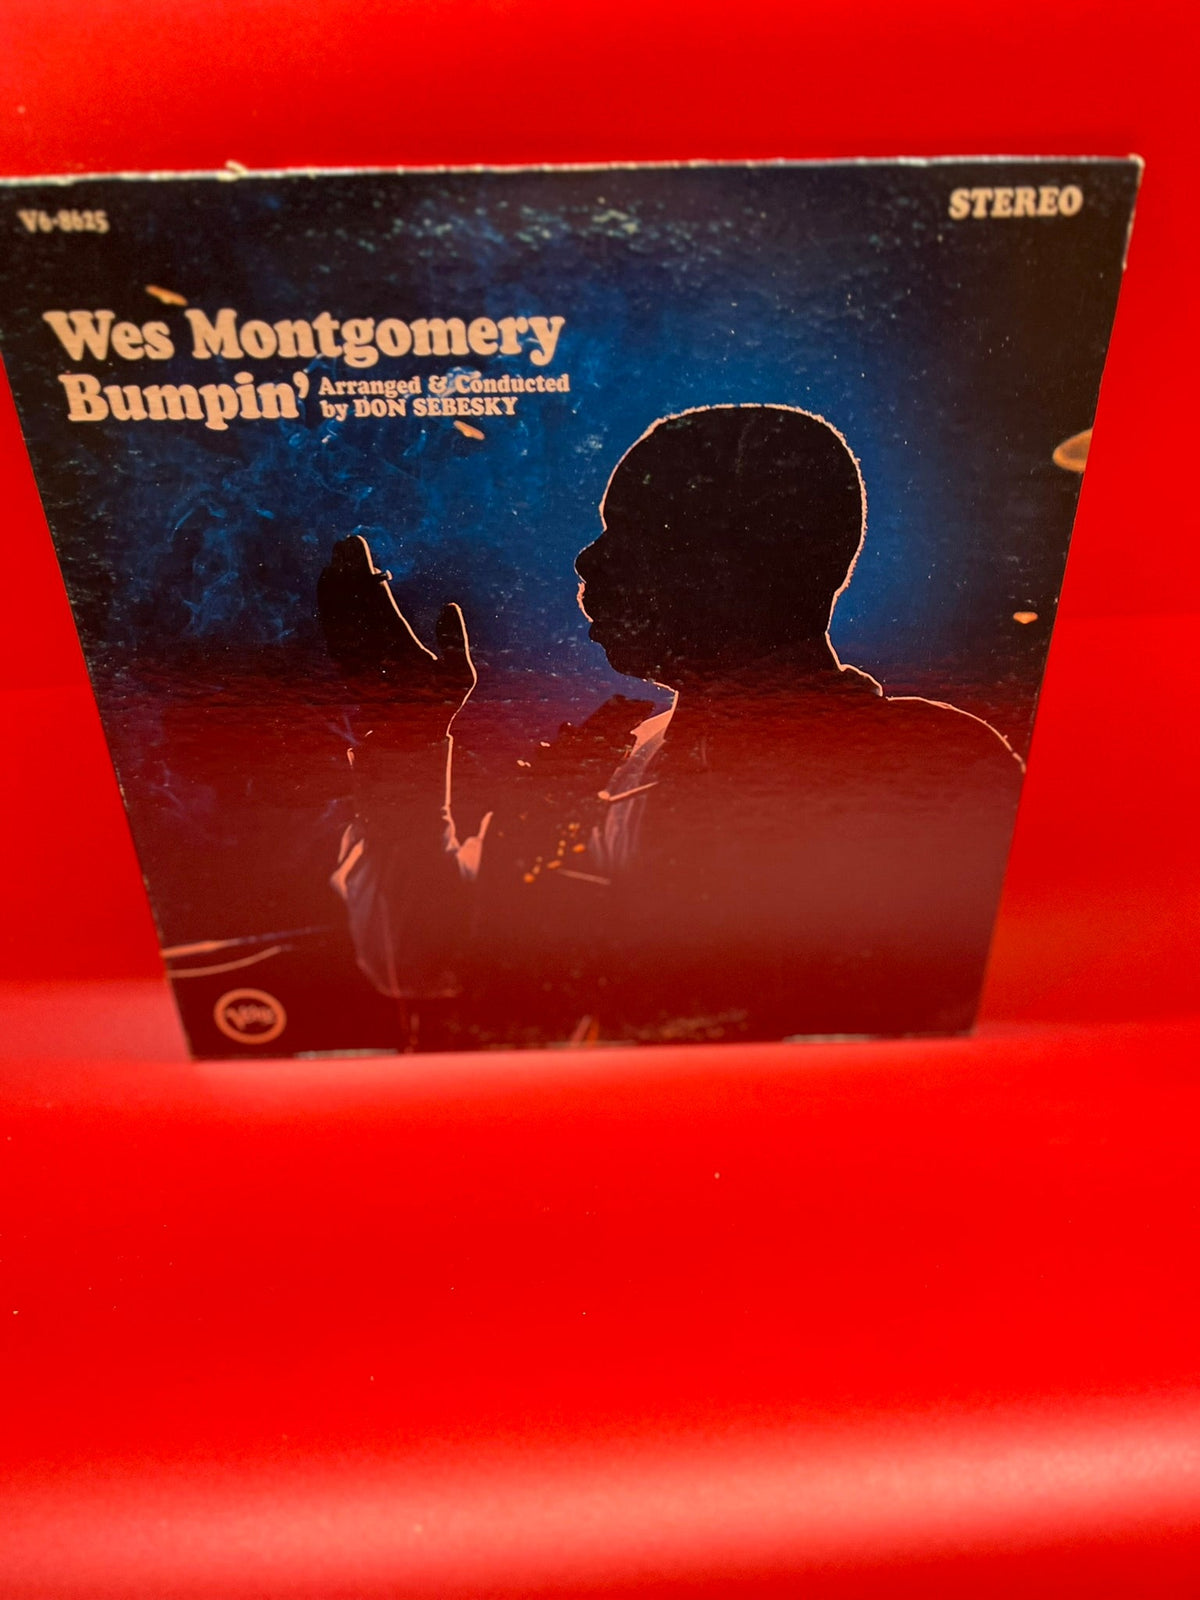 V6-8625
STEREO
Wes Montgomery
Bumpin' Arranged & Conducted
by DON SEBESKY
Verve